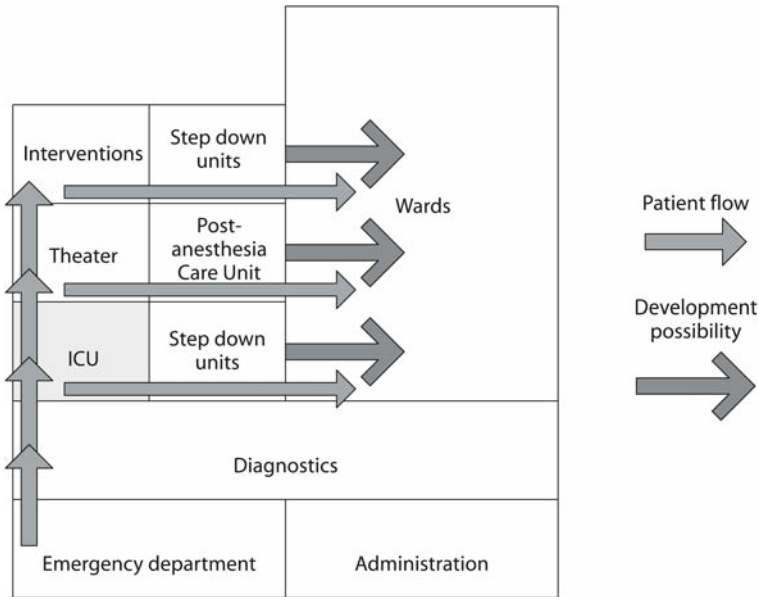 Interventions
Step down
units
Wards
Patient flow
Theater
Post-
anesthesia
Care Unit
Development
possibility
ICU
Step down
units
Diagnostics
Emergency department
Administration